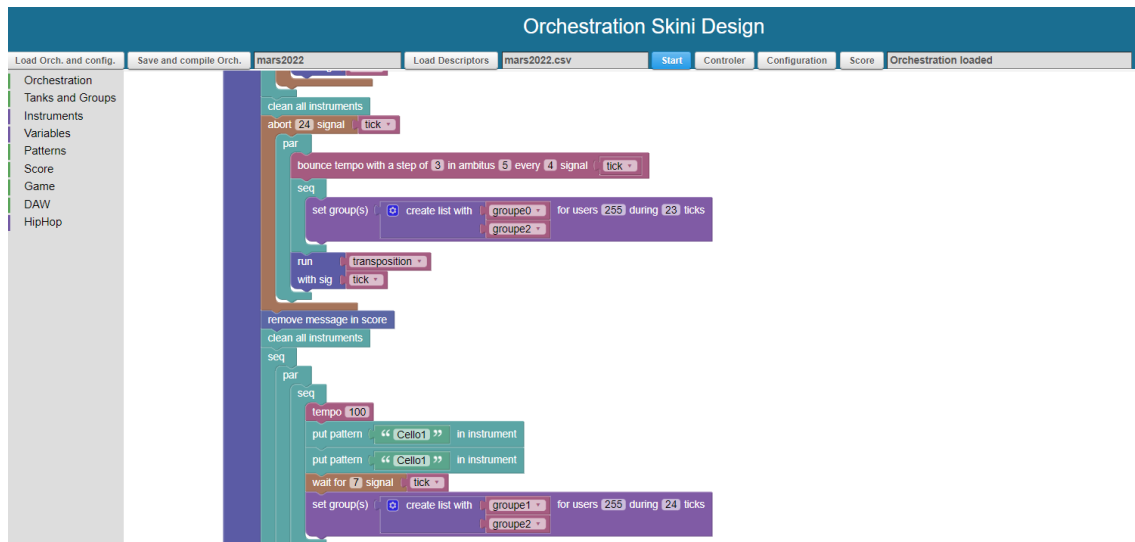 Orchestration Skini Design
Load Orch. and config. Save and compile Orch. mars2022 Load Descriptors mars2022.csv Start Controler Configuration Score Orchestration loaded
Orchestration
Tanks and Groups
Instruments
Variables
Patterns
Score
Game
DAW
HipHop
clean all instruments
abort 24 signal tick
par
bounce tempo with a step of 3 in ambitus 5 every 4 signal tick
seq
set group(s) create list with groupe0 for users 255 during 23 ticks
groupe2
run transposition
with sig tick
remove message in score
clean all instruments
seq
par
seq
tempo 100
put pattern “ Cello1 ” in instrument
put pattern “ Cello1 ” in instrument
wait for 7 signal tick
set group(s) create list with groupe1 for users 255 during 24 ticks
groupe2